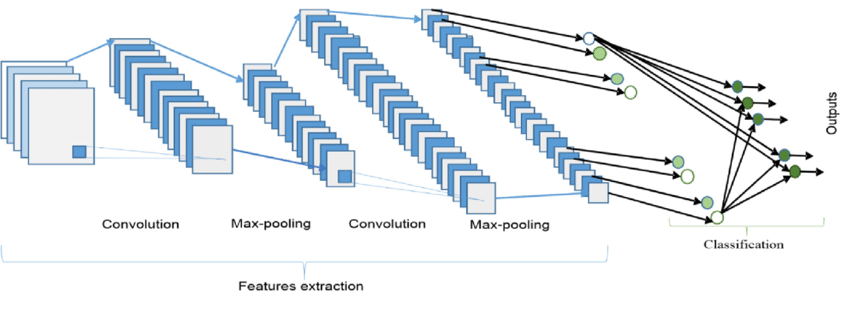 Outputs
Convolution
Max-pooling
Convolution
Max-pooling
Classification
Features extraction